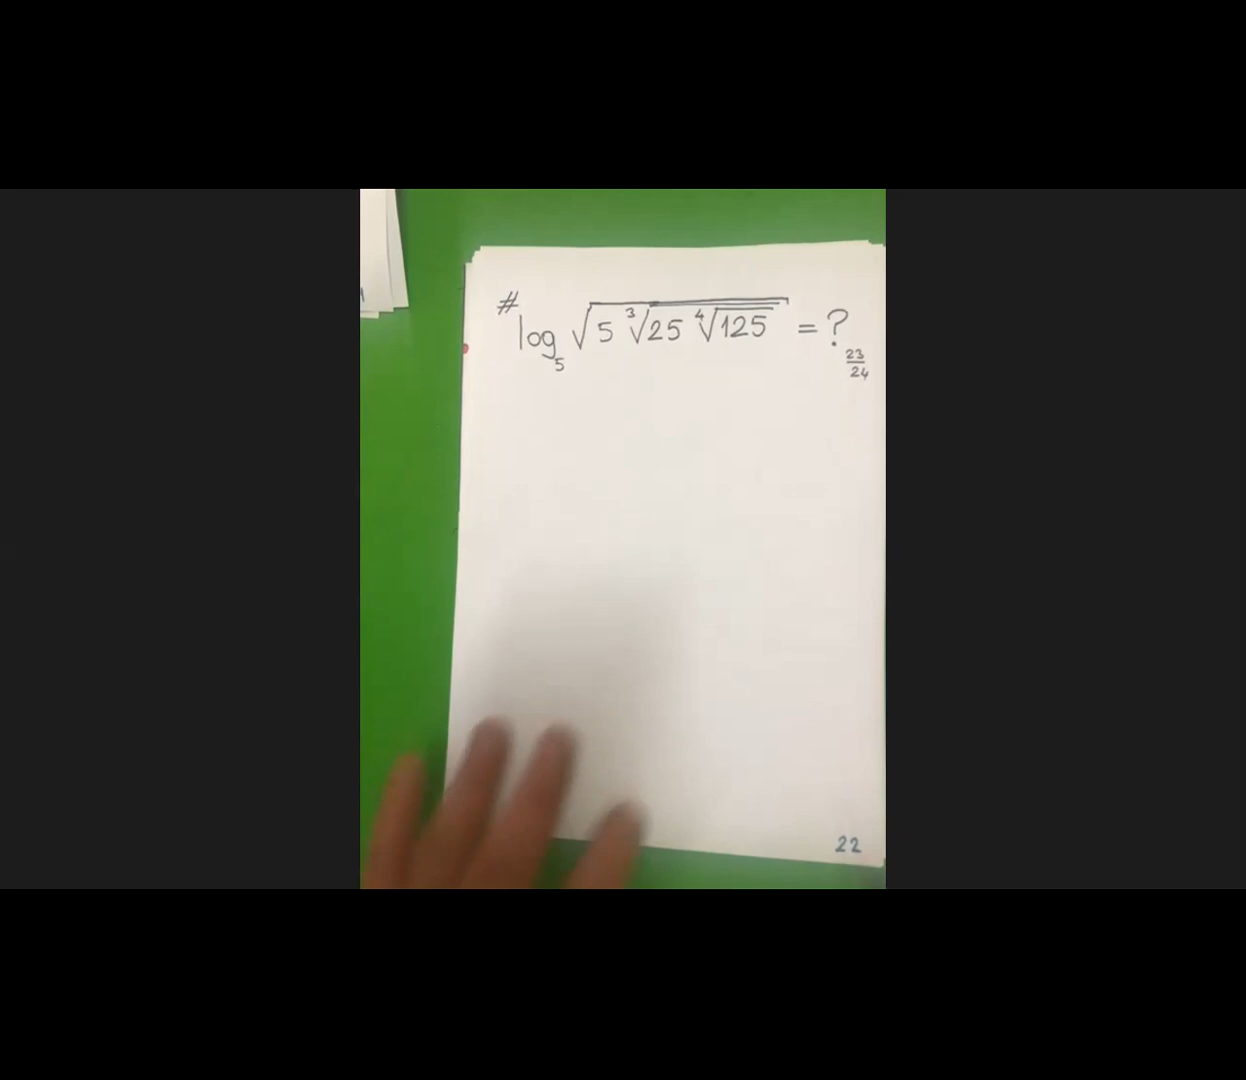 # log₅ √(5 ∛(25 ∜(125))) = ?
23/24
22